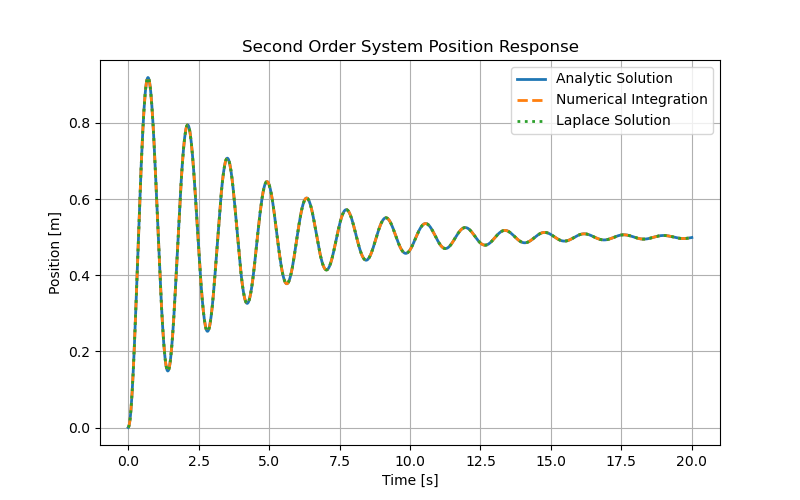 Second Order System Position Response
Analytic Solution
Numerical Integration
Laplace Solution
Position [m]
0.8
0.6
0.4
0.2
0.0
0.0 2.5 5.0 7.5 10.0 12.5 15.0 17.5 20.0
Time [s]